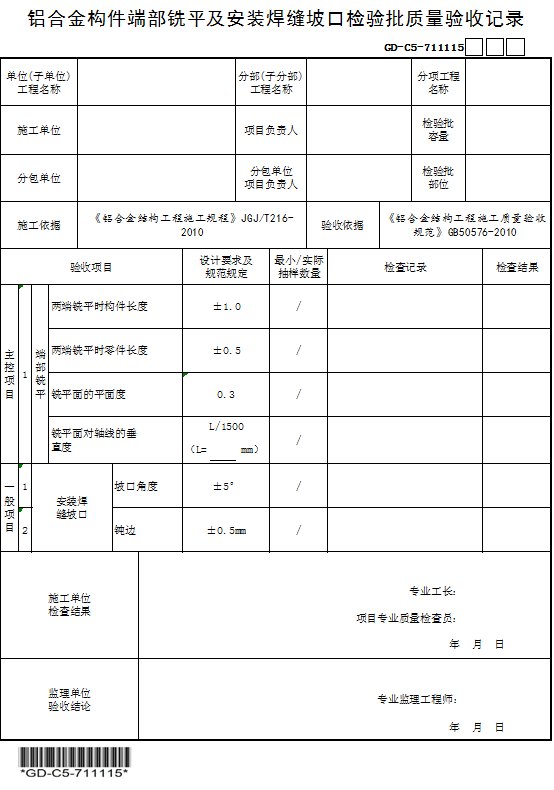 铝合金构件端部铣平及安装焊缝坡口检验批质量验收记录
GD-C5-711115
单位(子单位)
工程名称
分部(子分部)
工程名称
分项工程
名称
施工单位
项目负责人
检验批
容量
分包单位
分包单位
项目负责人
检验批
部位
施工依据
《铝合金结构工程施工规程》JGJ/T216-
2010
验收依据
《铝合金结构工程施工质量验收
规范》GB50576-2010
验收项目
设计要求及
规范规定
最小/实际
抽样数量
检查记录
检查结果
主
控
项
目
1
端
部
铣
平
两端铣平时构件长度
±1.0
/
两端铣平时零件长度
±0.5
/
铣平面的平面度
0.3
/
铣平面对轴线的垂
直度
L/1500
(L= mm)
/
一
般
项
目
1
安装焊
缝坡口
坡口角度
±5°
/
2
钝边
±0.5mm
/
施工单位
检查结果
专业工长:
项目专业质量检查员:
年 月 日
监理单位
验收结论
专业监理工程师:
年 月 日
*GD-C5-711115*